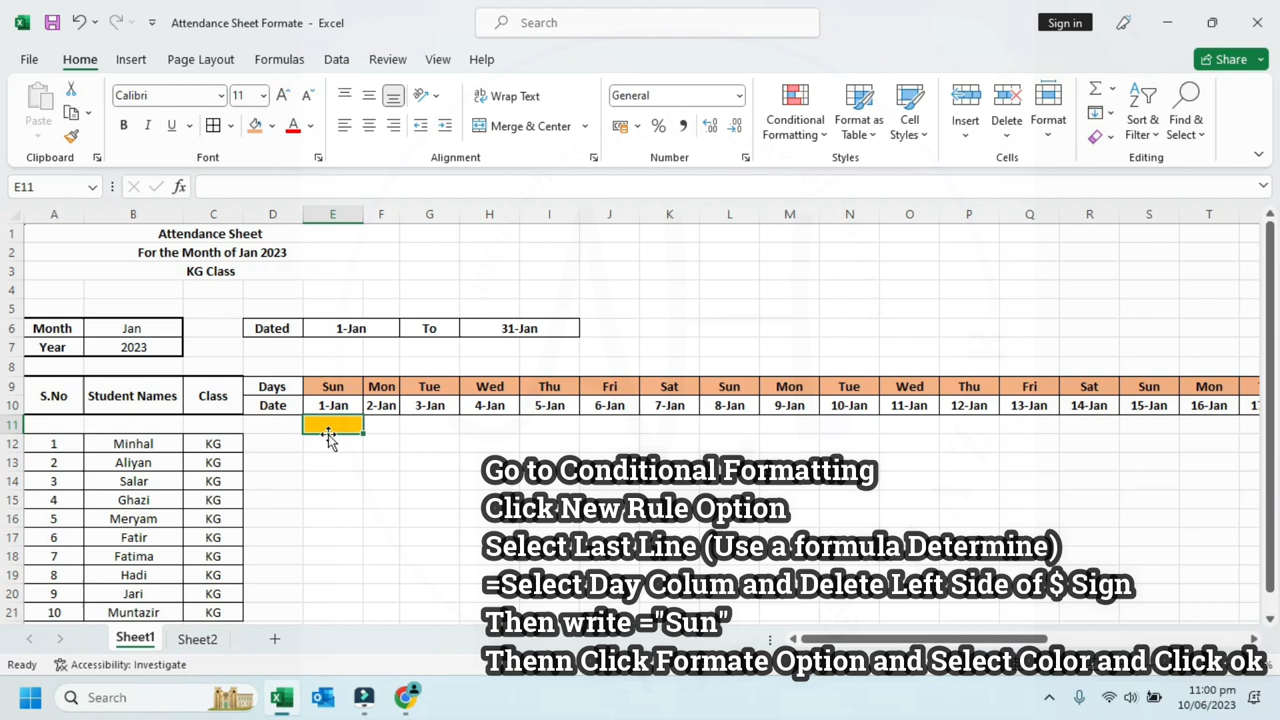 Attendance Sheet Formate - Excel
Search
Sign in
File Home Insert Page Layout Formulas Data Review View Help
Share
Paste
Calibri 11
B I U
Wrap Text
Merge & Center
General
Conditional Formatting
Format as Table
Cell Styles
Insert
Delete
Format
Sort & Filter
Find & Select
Clipboard Font Alignment Number Styles Cells Editing
E11 fx
A B C D E F G H I J K L M N O P Q R S T
1 Attendance Sheet
2 For the Month of Jan 2023
3 KG Class
4
5
6 Month Jan Dated 1-Jan To 31-Jan
7 Year 2023
8
9 S.No Student Names Class Days Sun Mon Tue Wed Thu Fri Sat Sun Mon Tue Wed Thu Fri Sat Sun Mon
10 Date 1-Jan 2-Jan 3-Jan 4-Jan 5-Jan 6-Jan 7-Jan 8-Jan 9-Jan 10-Jan 11-Jan 12-Jan 13-Jan 14-Jan 15-Jan 16-Jan
11
12 1 Minhal KG
13 2 Aliyan KG
14 3 Salar KG
15 4 Ghazi KG
16 5 Meryam KG
17 6 Fatir KG
18 7 Fatima KG
19 8 Hadi KG
20 9 Jari KG
21 10 Muntazir KG
Go to Conditional Formatting
Click New Rule Option
Select Last Line (Use a formula Determine)
=Select Day Colum and Delete Left Side of $ Sign
Then write ="Sun"
Thenn Click Formate Option and Select Color and Click ok
Sheet1 Sheet2
Ready Accessibility: Investigate
Search
11:00 pm
10/06/2023